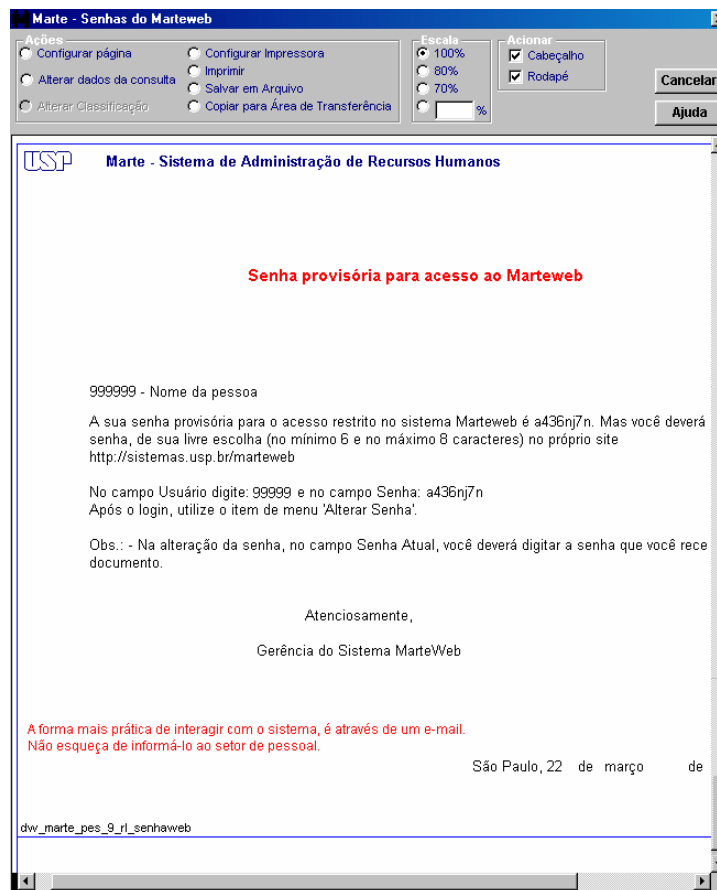 Marte - Senhas do Marteweb
Ações
Configurar página
Alterar dados da consulta
Alterar Classificação
Configurar Impressora
Imprimir
Salvar em Arquivo
Copiar para Área de Transferência
Escala
100%
80%
70%
%
Acionar
Cabeçalho
Rodapé
Cancelar
Ajuda
USP
Marte - Sistema de Administração de Recursos Humanos
Senha provisória para acesso ao Marteweb
999999 - Nome da pessoa
A sua senha provisória para o acesso restrito no sistema Marteweb é a436nj7n. Mas você deverá
senha, de sua livre escolha (no mínimo 6 e no máximo 8 caracteres) no próprio site
http://sistemas.usp.br/marteweb
No campo Usuário digite: 99999 e no campo Senha: a436nj7n
Após o login, utilize o item de menu 'Alterar Senha'.
Obs.: - Na alteração da senha, no campo Senha Atual, você deverá digitar a senha que você rece
documento.
Atenciosamente,
Gerência do Sistema MarteWeb
A forma mais prática de interagir com o sistema, é através de um e-mail.
Não esqueça de informá-lo ao setor de pessoal.
São Paulo, 22 de março de
dw_marte_pes_9_rl_senhaweb